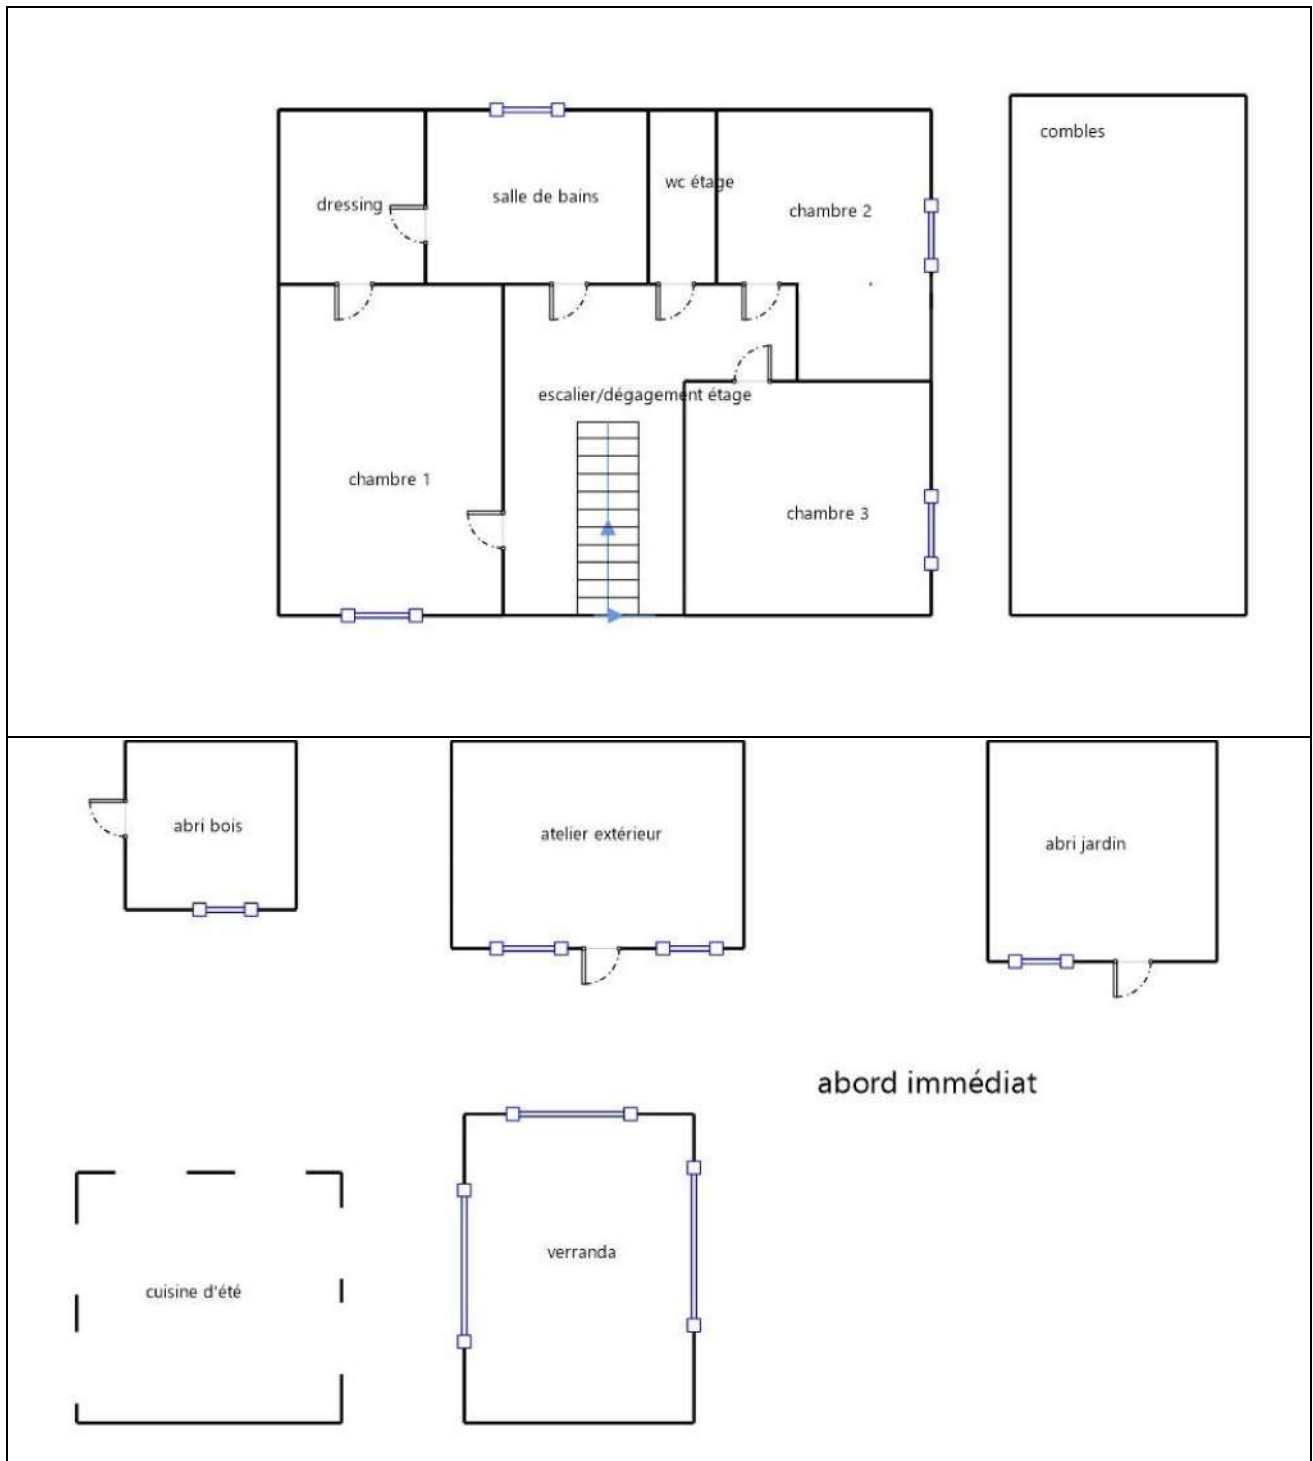 combles
dressing
salle de bains
wc étage
chambre 2
escalier/dégagement étage
chambre 1
chambre 3
abri bois
atelier extérieur
abri jardin
abord immédiat
verranda
cuisine d'été